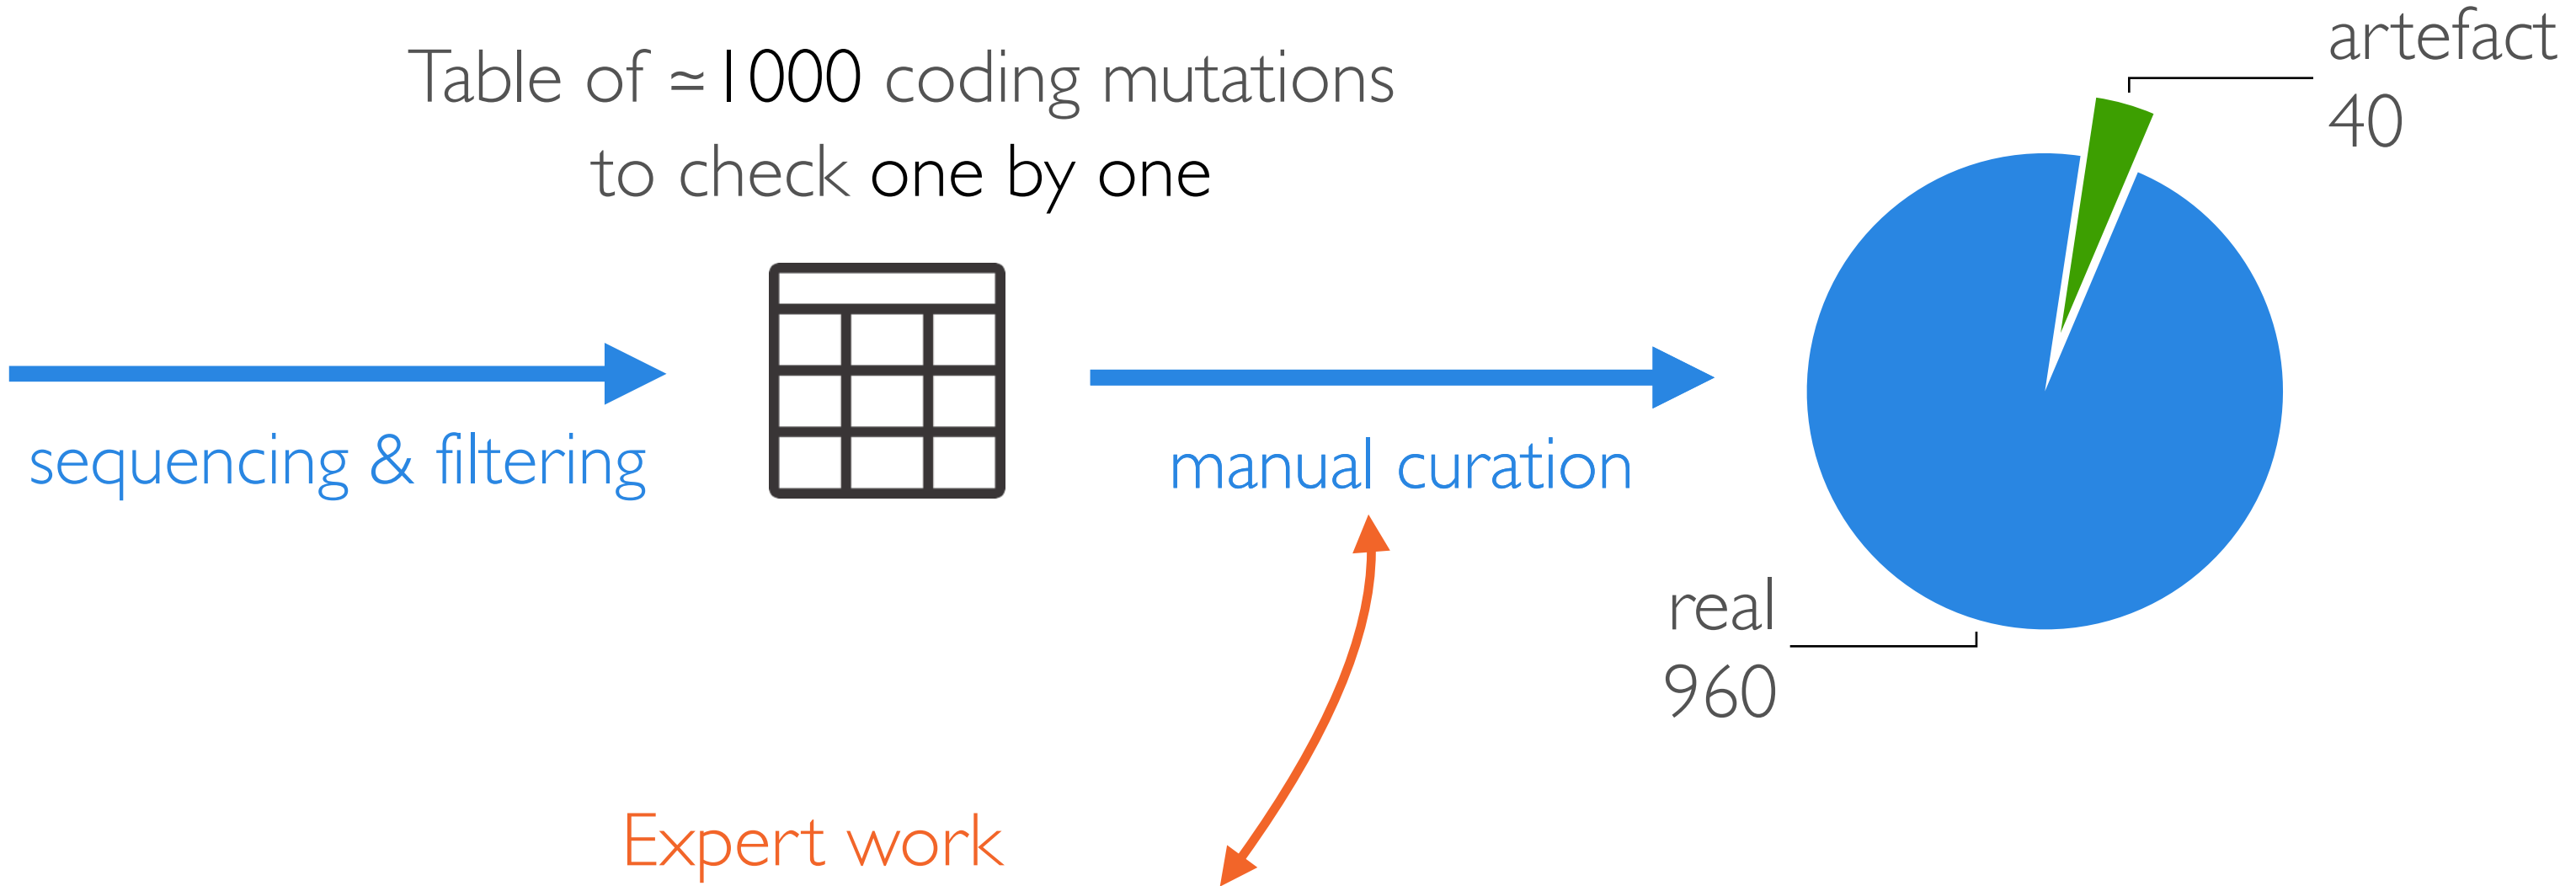 Table of ≃1000 coding mutations
to check one by one
artefact
40
sequencing & filtering
manual curation
real
960
Expert work